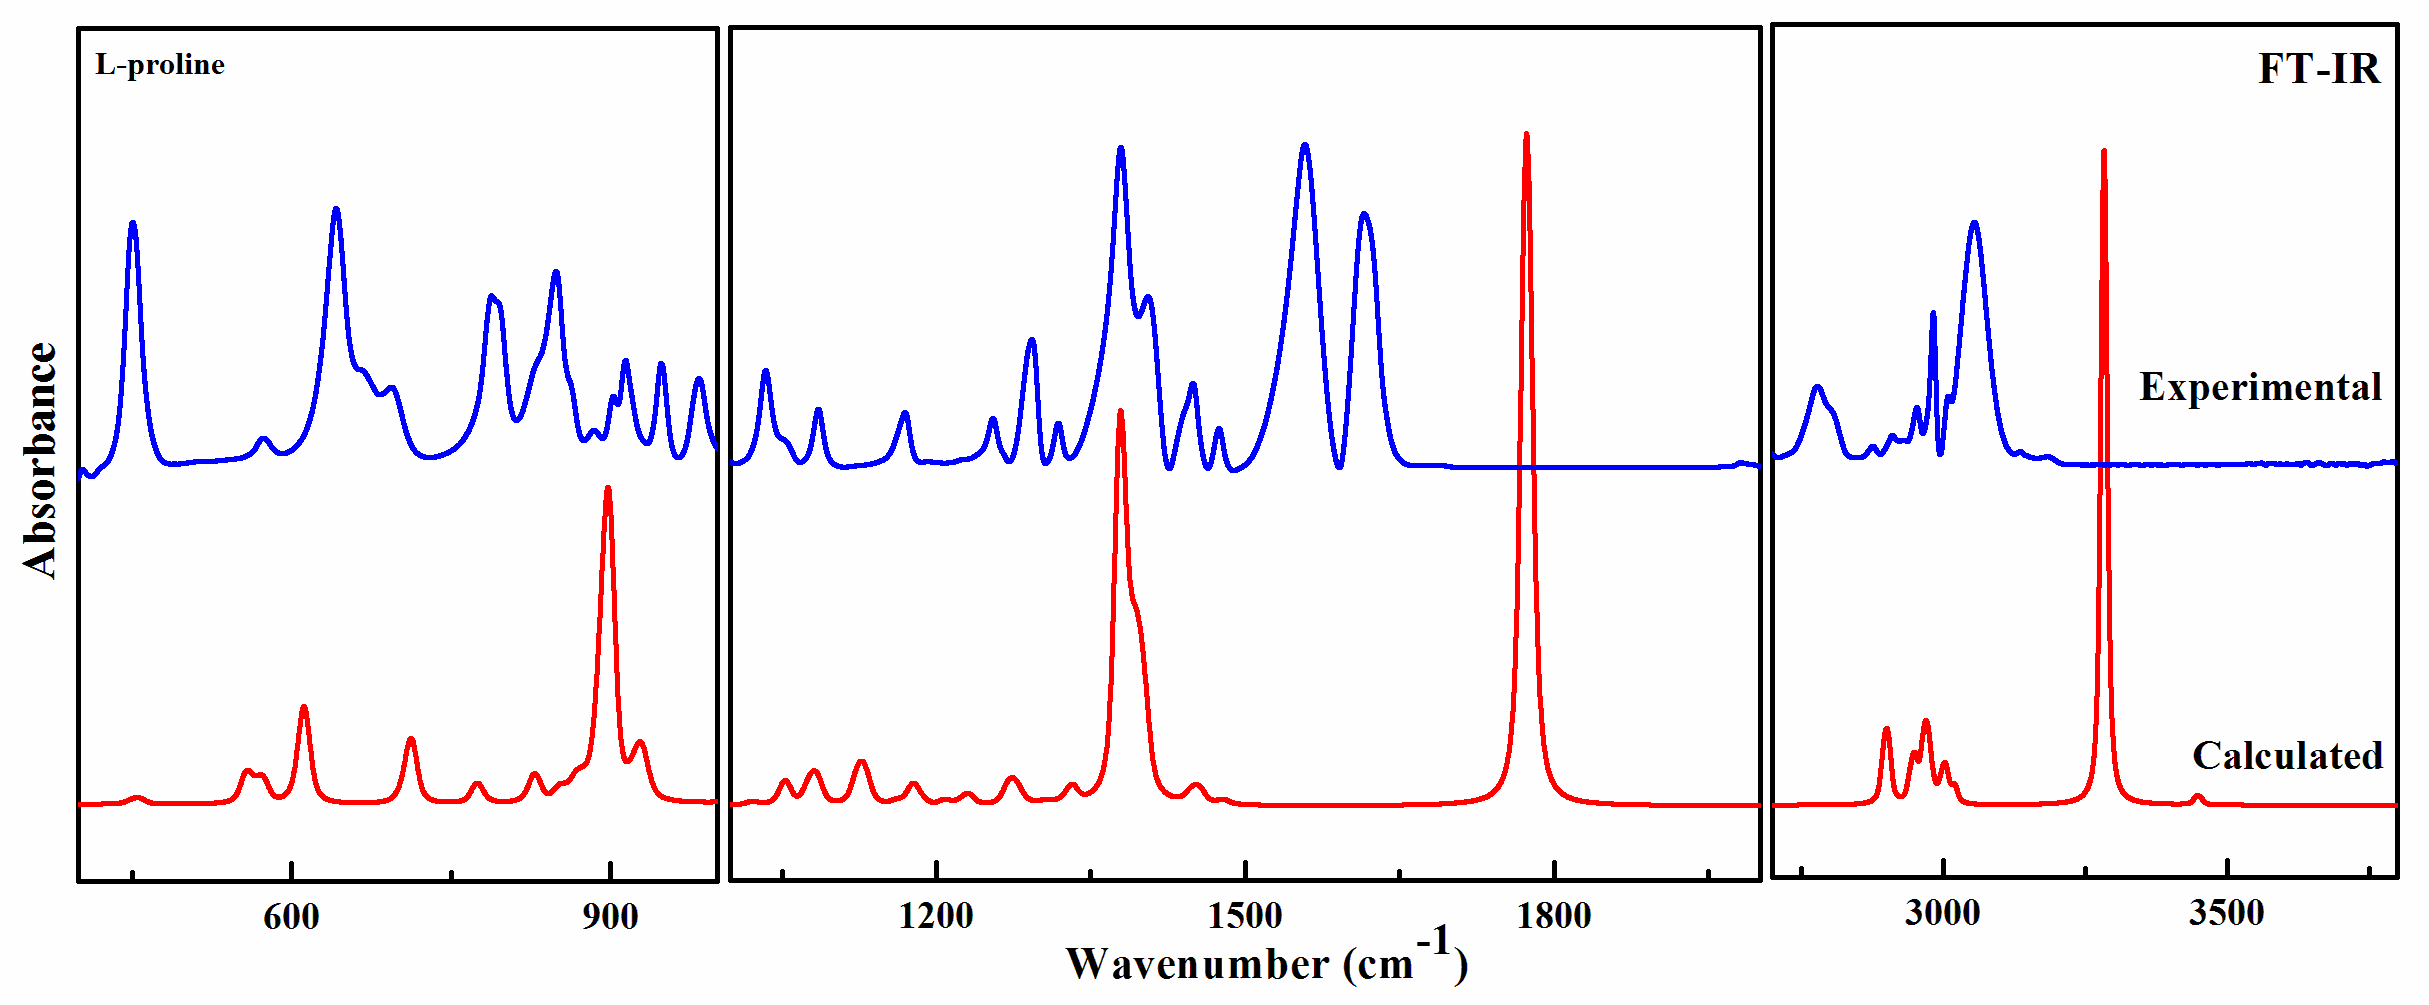 L-proline
FT-IR
Absorbance
Experimental
Calculated
600 900 1200 1500 1800 3000 3500
Wavenumber (cm⁻¹)